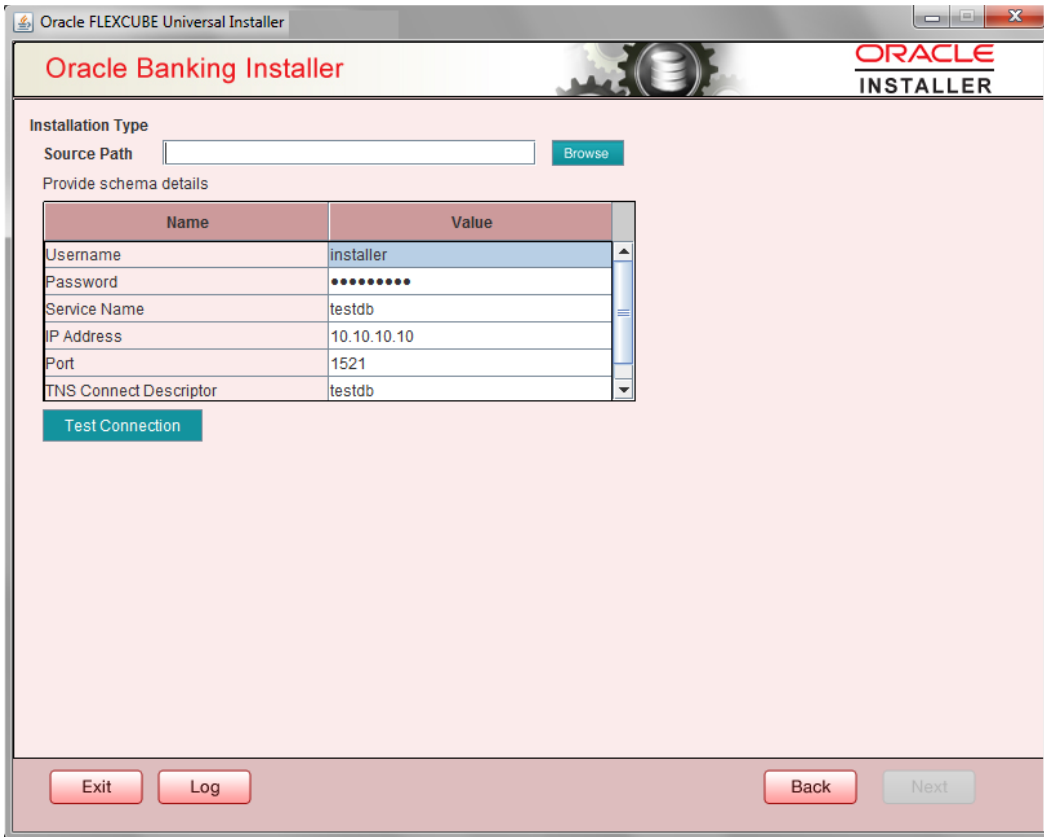 Oracle FLEXCUBE Universal Installer
Oracle Banking Installer
ORACLE
INSTALLER
Installation Type
Source Path
Browse
Provide schema details
Name Value
Username installer
Password •••••••••
Service Name testdb
IP Address 10.10.10.10
Port 1521
TNS Connect Descriptor testdb
Test Connection
Exit Log Back Next